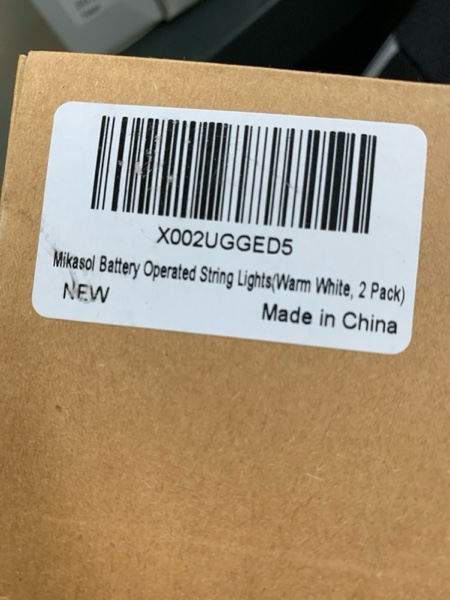 X002UGGED5
Mikasol Battery Operated String Lights(Warm White, 2 Pack)
NEW
Made in China